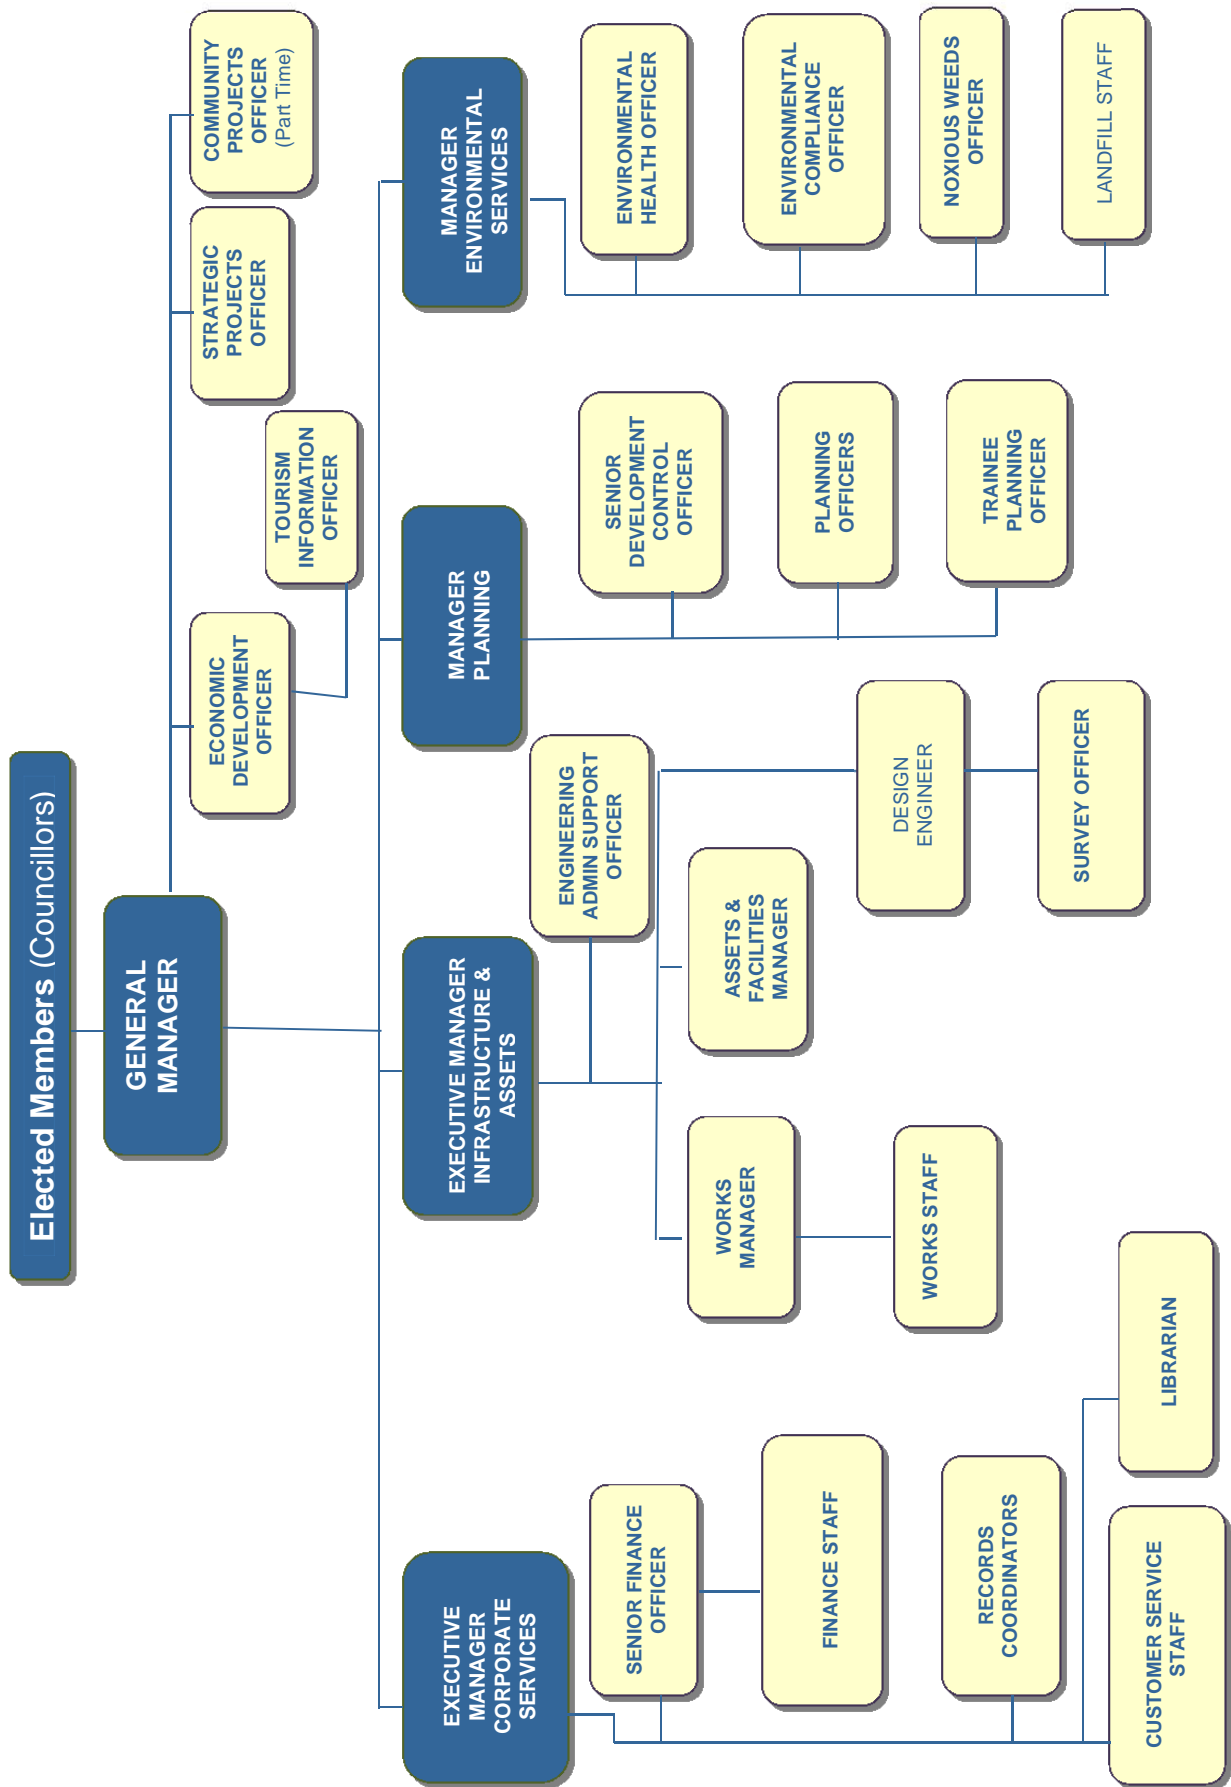 Elected Members (Councillors)
GENERAL
MANAGER
ECONOMIC
DEVELOPMENT
OFFICER
STRATEGIC
PROJECTS
OFFICER
COMMUNITY
PROJECTS
OFFICER
(Part Time)
TOURISM
INFORMATION
OFFICER
EXECUTIVE
MANAGER
CORPORATE
SERVICES
EXECUTIVE MANAGER
INFRASTRUCTURE &
ASSETS
MANAGER
PLANNING
MANAGER
ENVIRONMENTAL
SERVICES
SENIOR FINANCE
OFFICER
FINANCE STAFF
RECORDS
COORDINATORS
CUSTOMER SERVICE
STAFF
LIBRARIAN
ENGINEERING
ADMIN SUPPORT
OFFICER
WORKS
MANAGER
WORKS STAFF
ASSETS &
FACILITIES
MANAGER
DESIGN
ENGINEER
SURVEY OFFICER
SENIOR
DEVELOPMENT
CONTROL
OFFICER
PLANNING
OFFICERS
TRAINEE
PLANNING
OFFICER
ENVIRONMENTAL
HEALTH OFFICER
ENVIRONMENTAL
COMPLIANCE
OFFICER
NOXIOUS WEEDS
OFFICER
LANDFILL STAFF